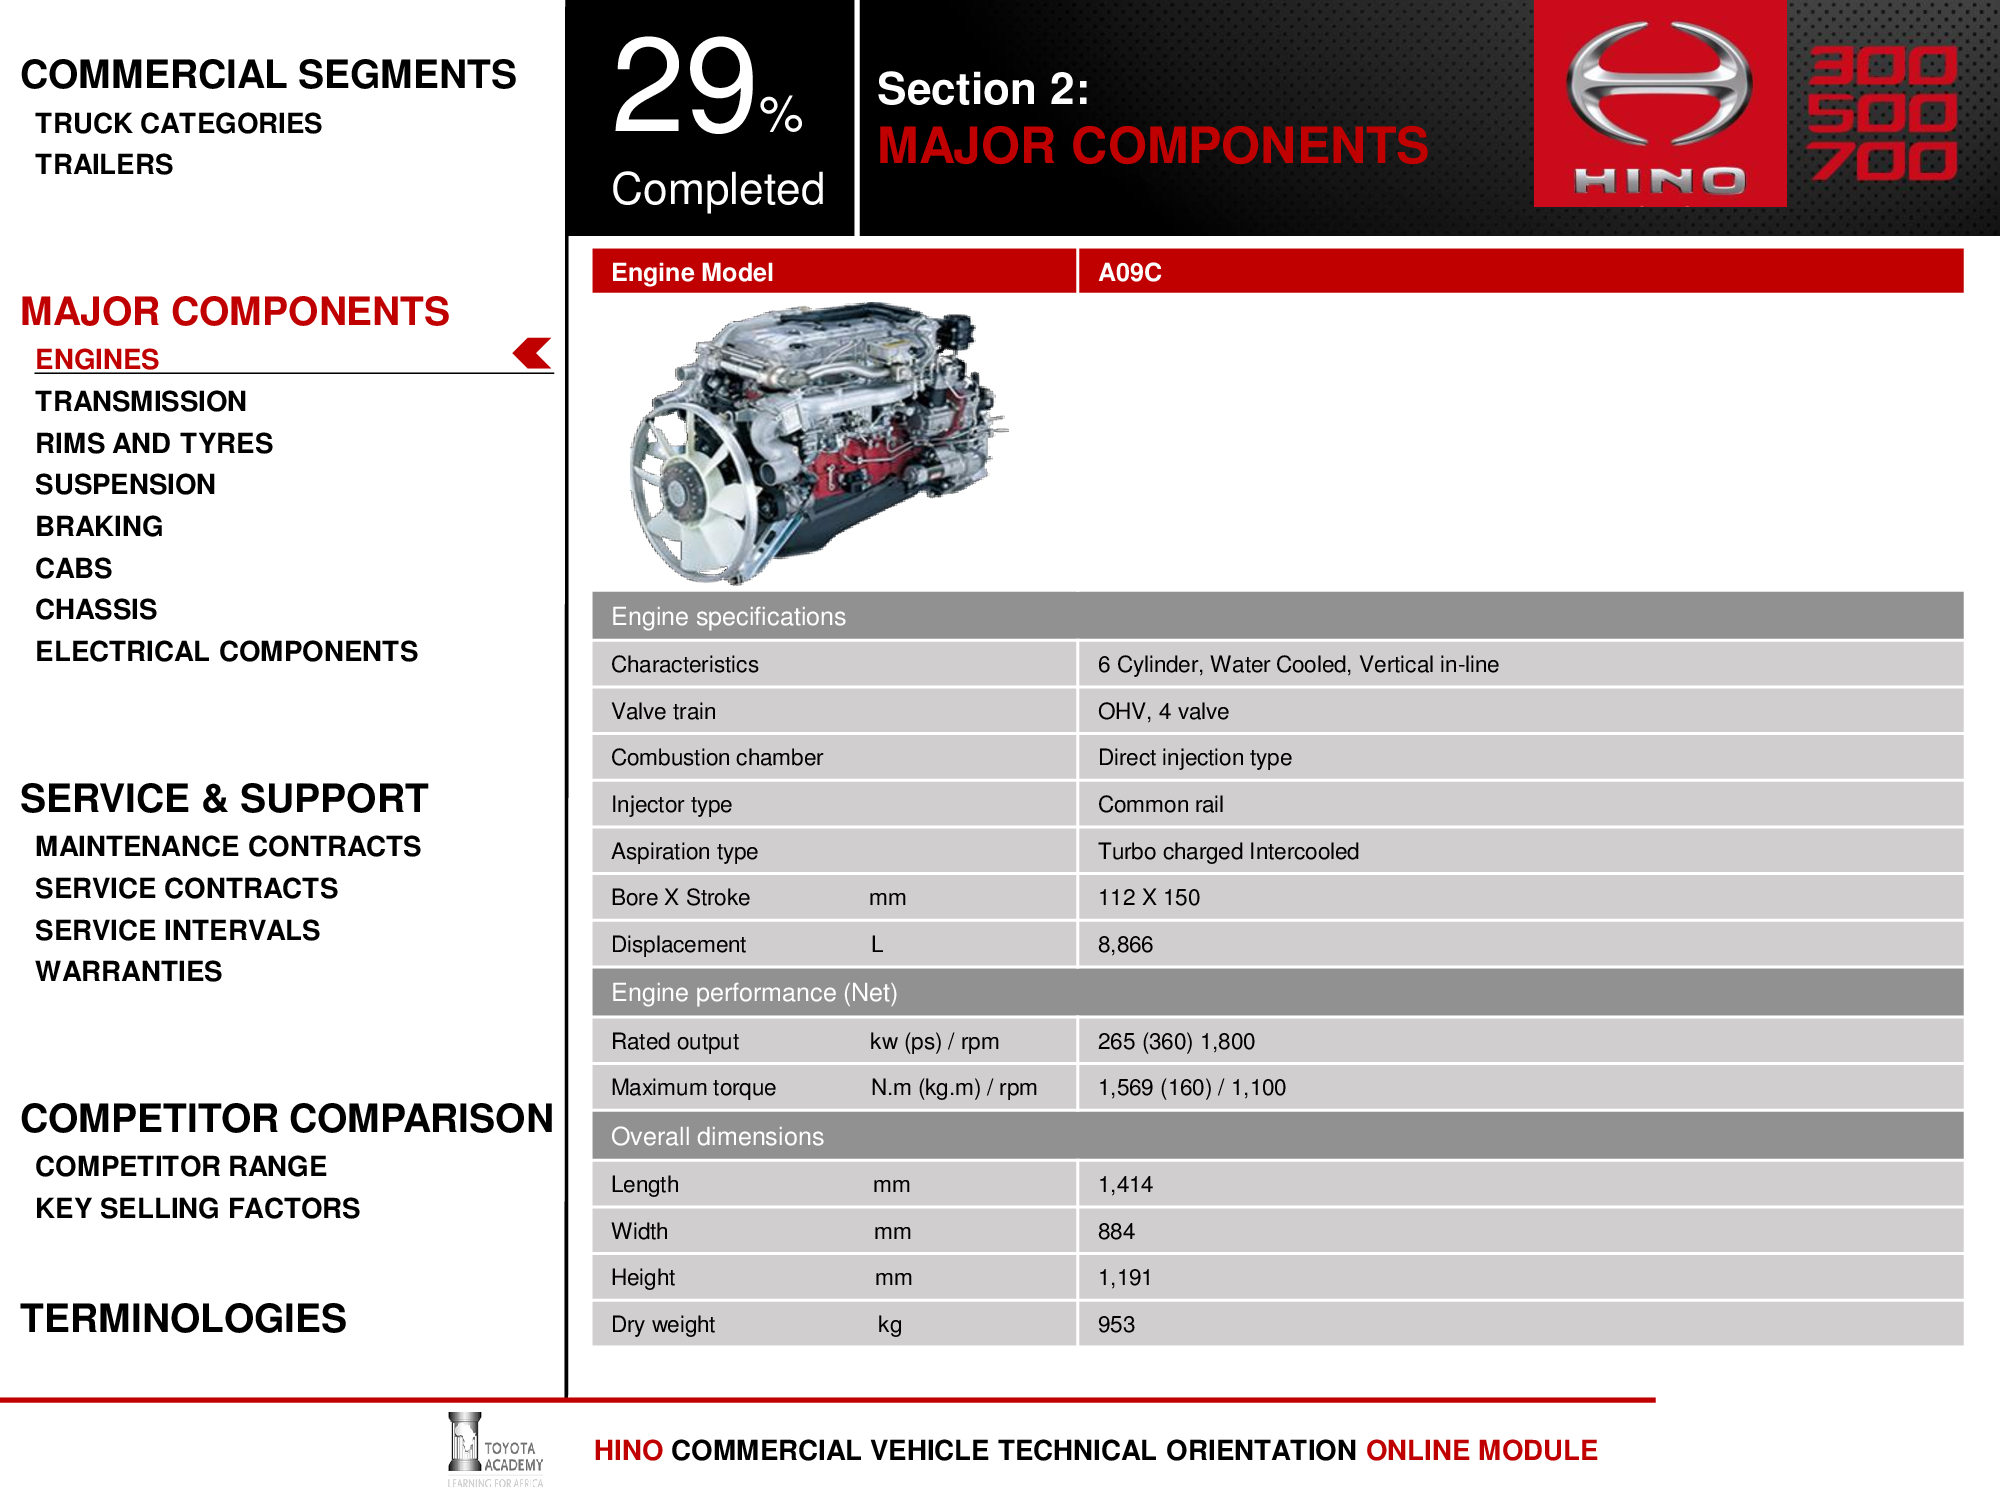 COMMERCIAL SEGMENTS
TRUCK CATEGORIES
TRAILERS
MAJOR COMPONENTS
ENGINES
TRANSMISSION
RIMS AND TYRES
SUSPENSION
BRAKING
CABS
CHASSIS
ELECTRICAL COMPONENTS
SERVICE & SUPPORT
MAINTENANCE CONTRACTS
SERVICE CONTRACTS
SERVICE INTERVALS
WARRANTIES
COMPETITOR COMPARISON
COMPETITOR RANGE
KEY SELLING FACTORS
TERMINOLOGIES
29%
Completed
Section 2:
MAJOR COMPONENTS
HINO
300
500
700
Engine Model A09C
Engine specifications
Characteristics 6 Cylinder, Water Cooled, Vertical in-line
Valve train OHV, 4 valve
Combustion chamber Direct injection type
Injector type Common rail
Aspiration type Turbo charged Intercooled
Bore X Stroke mm 112 X 150
Displacement L 8,866
Engine performance (Net)
Rated output kw (ps) / rpm 265 (360) 1,800
Maximum torque N.m (kg.m) / rpm 1,569 (160) / 1,100
Overall dimensions
Length mm 1,414
Width mm 884
Height mm 1,191
Dry weight kg 953
TOYOTA
ACADEMY
LEARNING FOR AFRICA
HINO COMMERCIAL VEHICLE TECHNICAL ORIENTATION ONLINE MODULE